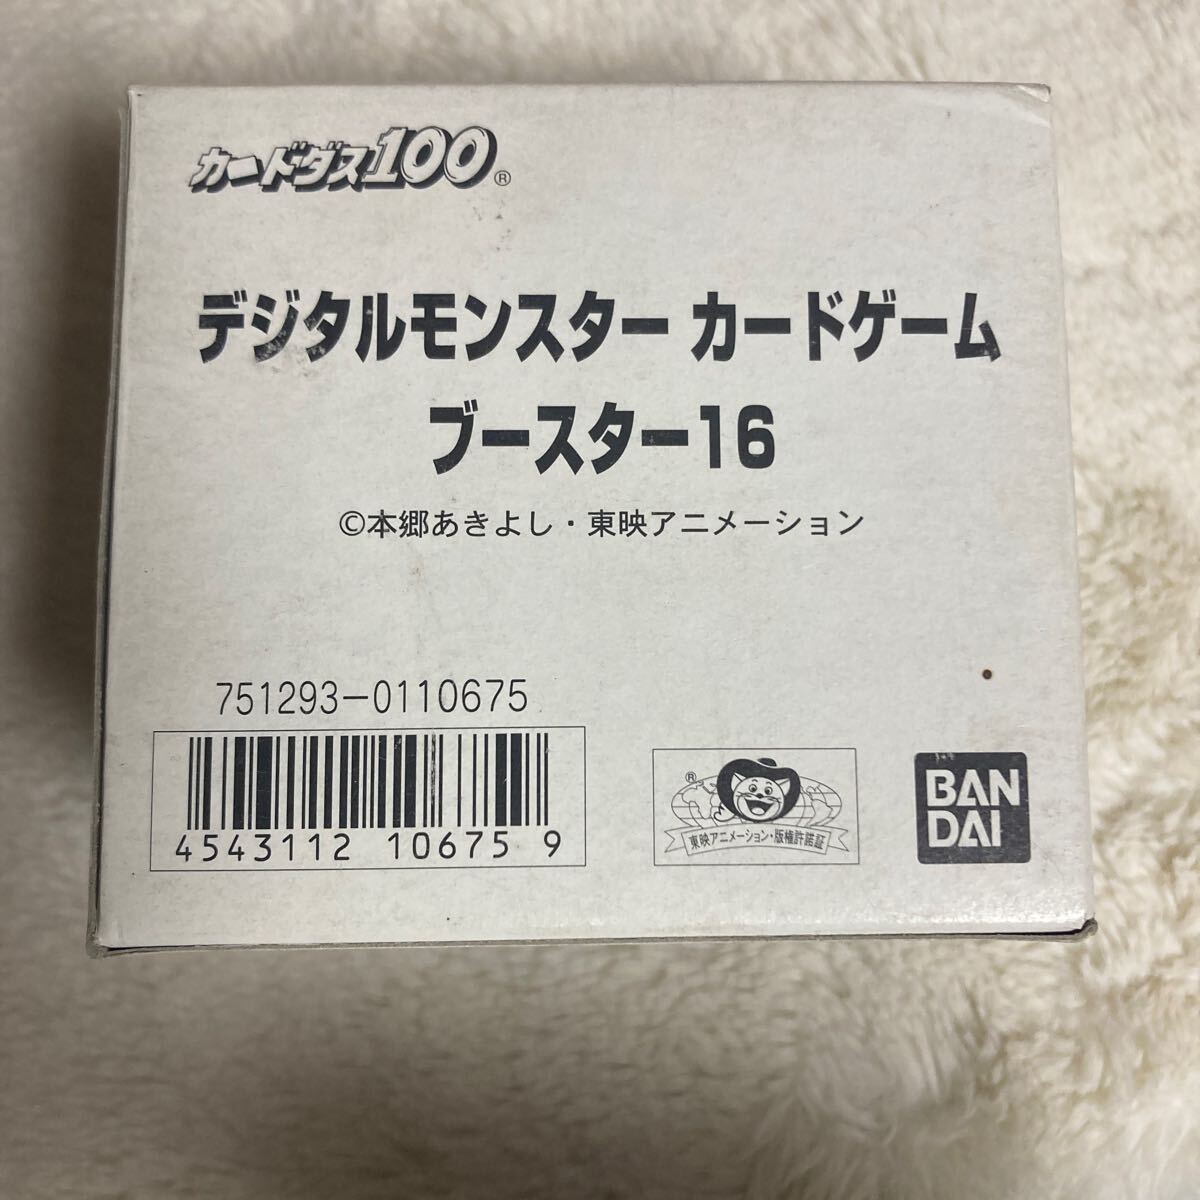 カードダス100®
デジタルモンスター カードゲーム
ブースター16
©本郷あきよし・東映アニメーション
751293-0110675
4543112 10675 9
®
東映アニメーション・版権許諾証
BAN
DAI